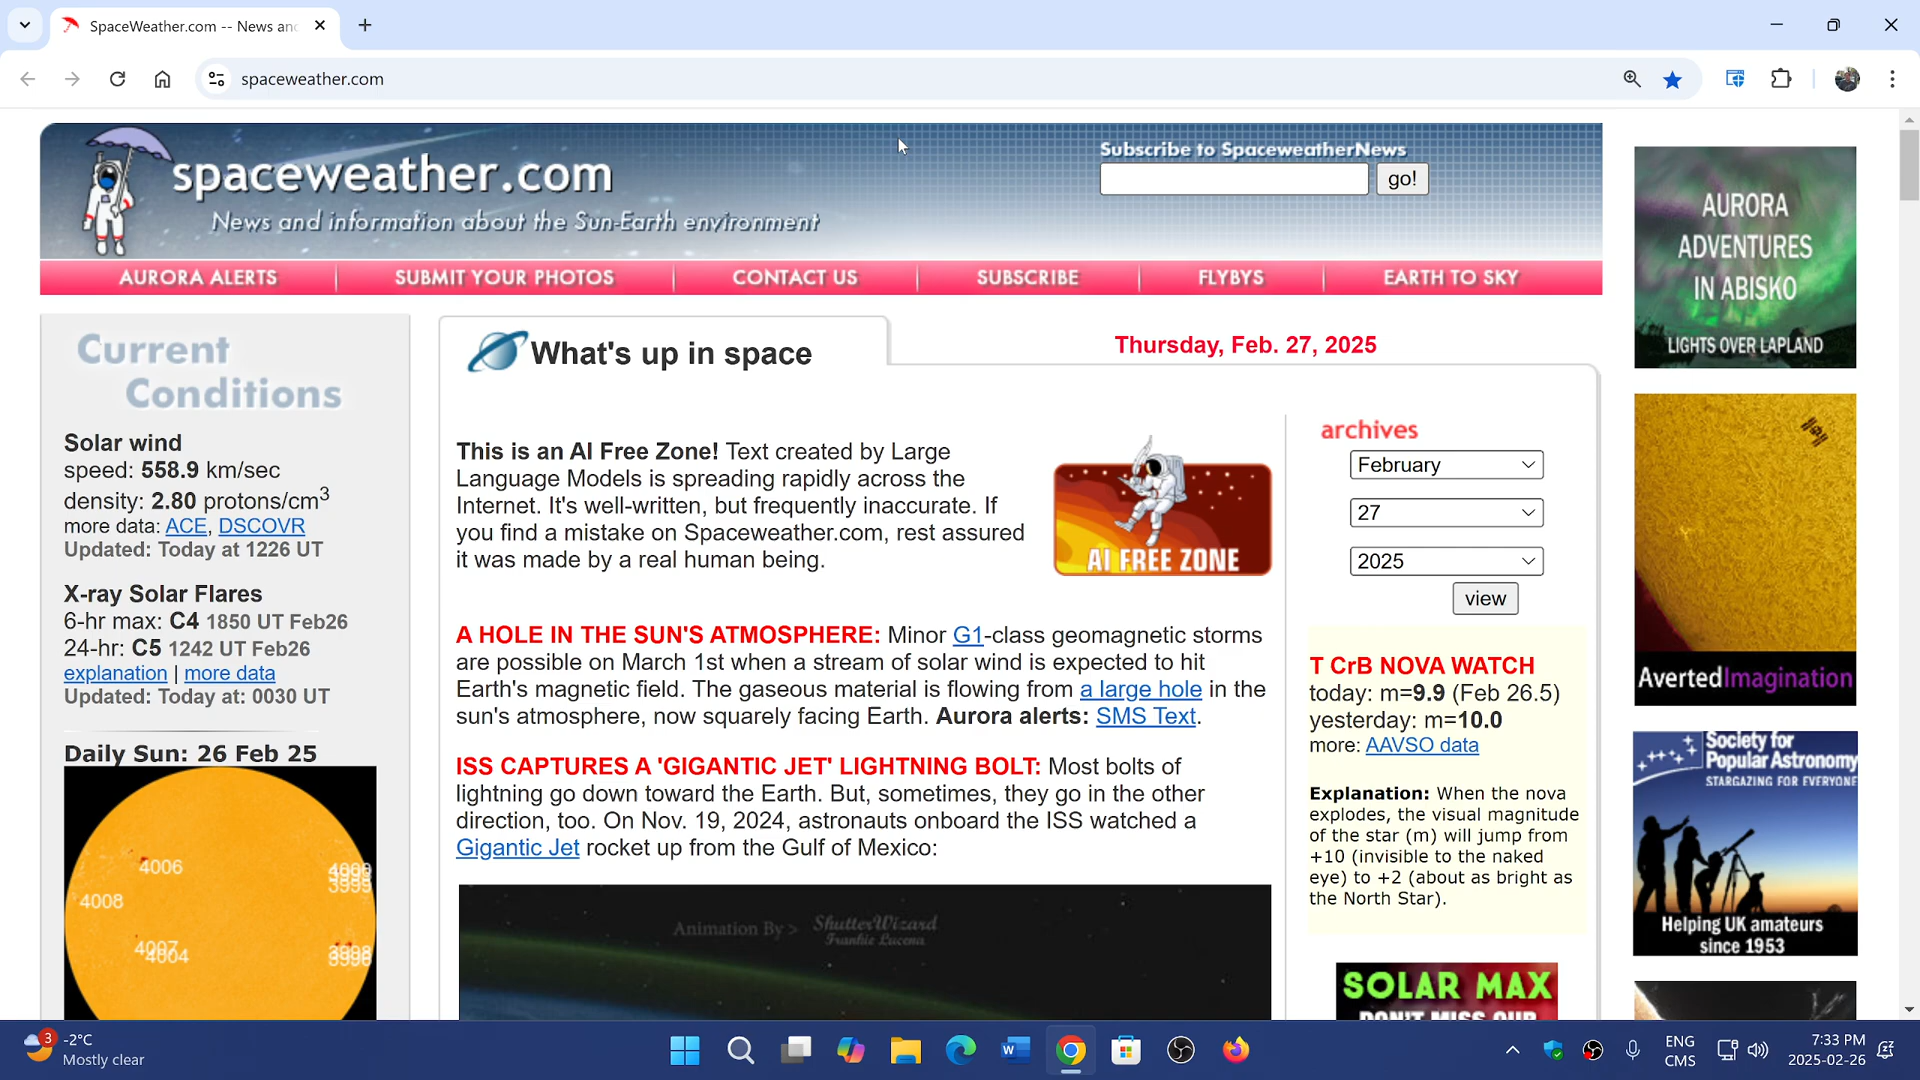 SpaceWeather.com -- News and
spaceweather.com
spaceweather.com
News and information about the Sun-Earth environment
Subscribe to SpaceweatherNews
go!
AURORA ALERTS
SUBMIT YOUR PHOTOS
CONTACT US
SUBSCRIBE
FLYBYS
EARTH TO SKY
Current
Conditions
Solar wind
speed: 558.9 km/sec
density: 2.80 protons/cm3
more data: ACE, DSCOVR
Updated: Today at 1226 UT
X-ray Solar Flares
6-hr max: C4 1850 UT Feb26
24-hr: C5 1242 UT Feb26
explanation | more data
Updated: Today at: 0030 UT
Daily Sun: 26 Feb 25
4006
4008
4007
4004
3998
What's up in space
Thursday, Feb. 27, 2025
This is an AI Free Zone! Text created by Large
Language Models is spreading rapidly across the
Internet. It's well-written, but frequently inaccurate. If
you find a mistake on Spaceweather.com, rest assured
it was made by a real human being.
AI FREE ZONE
A HOLE IN THE SUN'S ATMOSPHERE: Minor G1-class geomagnetic storms
are possible on March 1st when a stream of solar wind is expected to hit
Earth's magnetic field. The gaseous material is flowing from a large hole in the
sun's atmosphere, now squarely facing Earth. Aurora alerts: SMS Text.
ISS CAPTURES A 'GIGANTIC JET' LIGHTNING BOLT: Most bolts of
lightning go down toward the Earth. But, sometimes, they go in the other
direction, too. On Nov. 19, 2024, astronauts onboard the ISS watched a
Gigantic Jet rocket up from the Gulf of Mexico:
Animation By > ShutterWizard
Frankie Lucena
archives
February
27
2025
view
T CrB NOVA WATCH
today: m=9.9 (Feb 26.5)
yesterday: m=10.0
more: AAVSO data
Explanation: When the nova
explodes, the visual magnitude
of the star (m) will jump from
+10 (invisible to the naked
eye) to +2 (about as bright as
the North Star).
SOLAR MAX
DON'T MISS OUR
AURORA
ADVENTURES
IN ABISKO
LIGHTS OVER LAPLAND
AvertedImagination
Society for
Popular Astronomy
STARGAZING FOR EVERYONE
Helping UK amateurs
since 1953
3
-2°C
Mostly clear
ENG
CMS
7:33 PM
2025-02-26